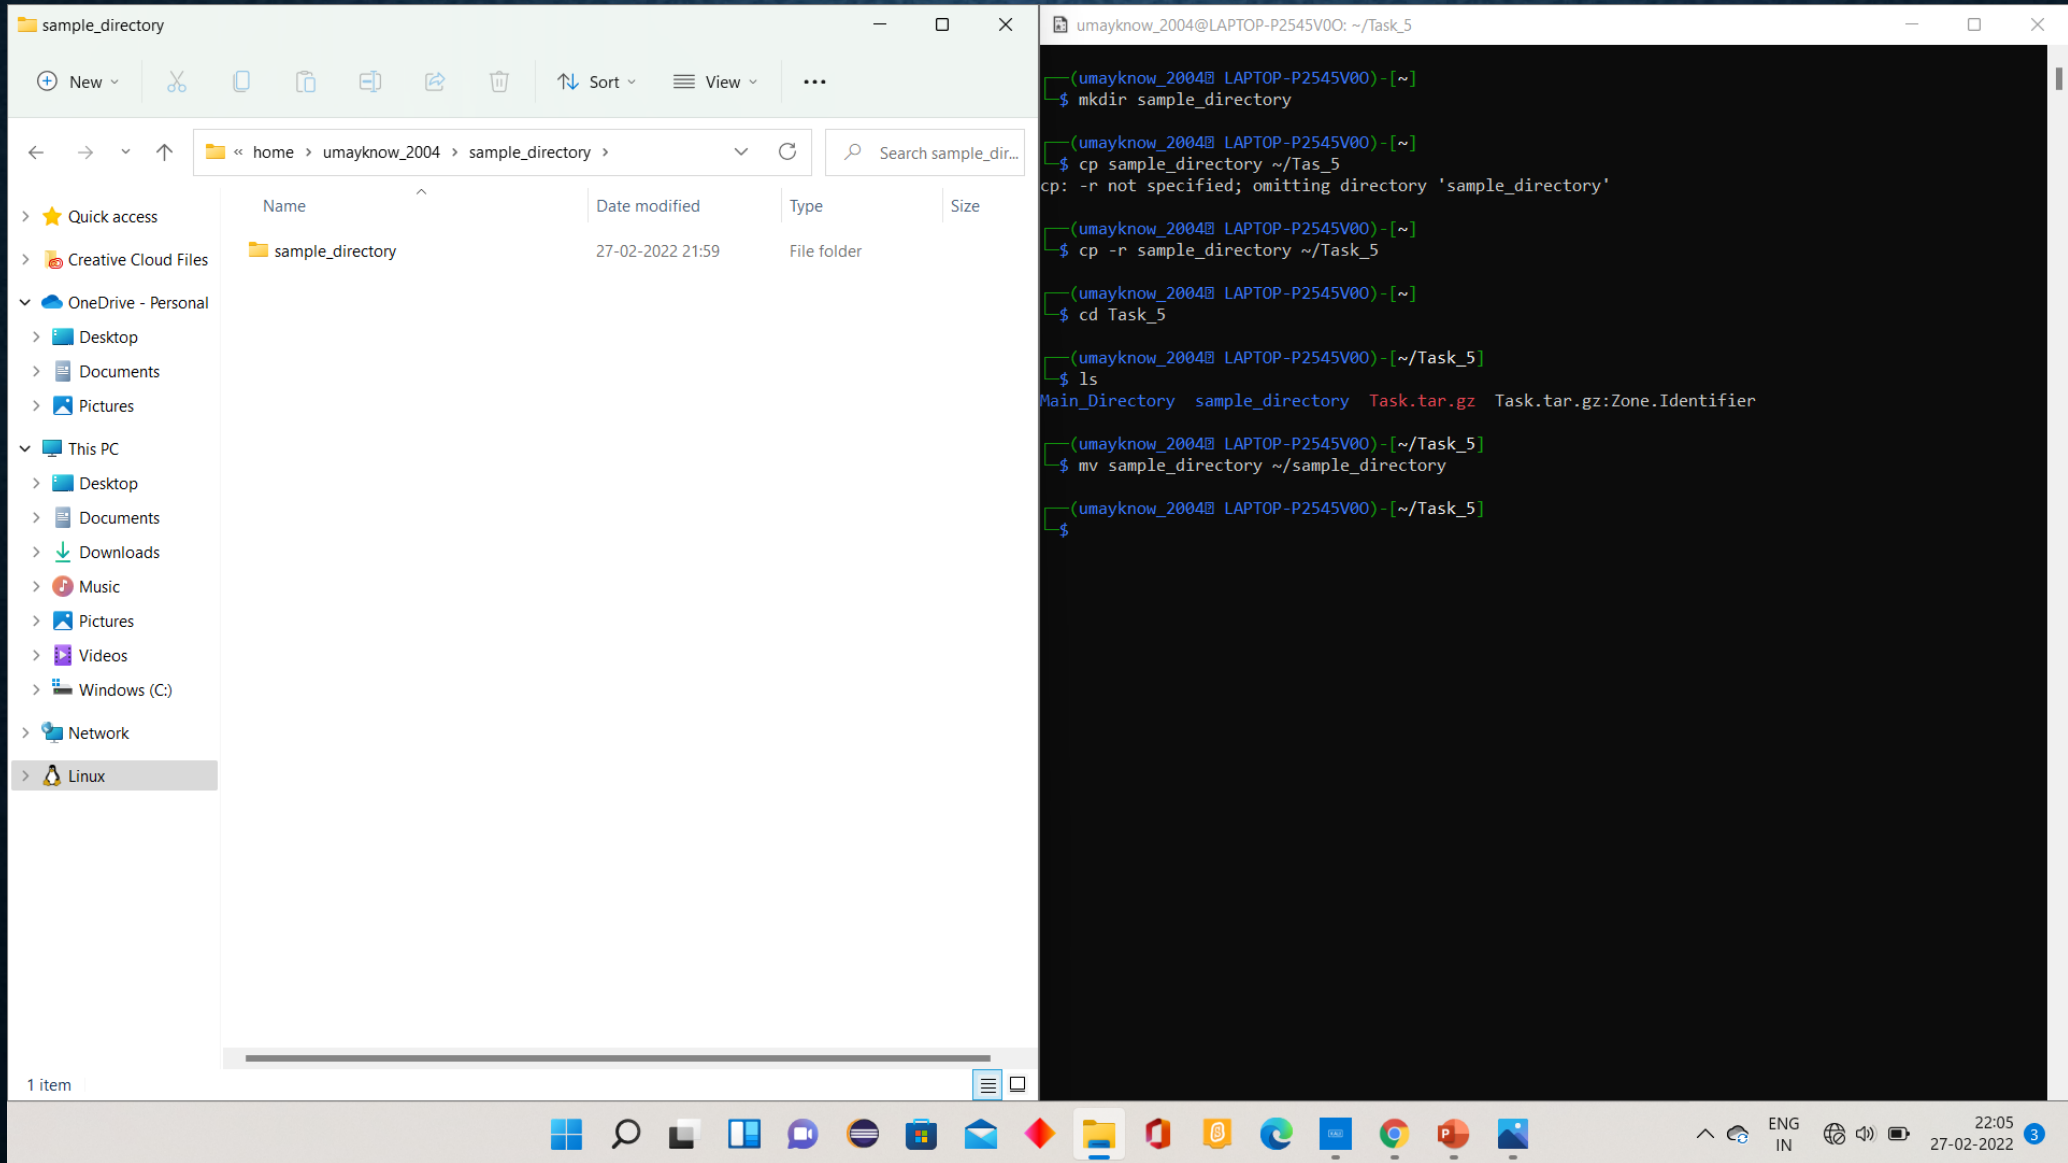 sample_directory
New
Sort
View
home umayknow_2004 sample_directory
Search sample_dir...
Name Date modified Type Size
sample_directory 27-02-2022 21:59 File folder
Quick access
Creative Cloud Files
OneDrive - Personal
Desktop
Documents
Pictures
This PC
Desktop
Documents
Downloads
Music
Pictures
Videos
Windows (C:)
Network
Linux
1 item
umayknow_2004@LAPTOP-P2545V0O: ~/Task_5
(umayknow_2004 LAPTOP-P2545V0O)-[~]
$ mkdir sample_directory
(umayknow_2004 LAPTOP-P2545V0O)-[~]
$ cp sample_directory ~/Tas_5
cp: -r not specified; omitting directory 'sample_directory'
(umayknow_2004 LAPTOP-P2545V0O)-[~]
$ cp -r sample_directory ~/Task_5
(umayknow_2004 LAPTOP-P2545V0O)-[~]
$ cd Task_5
(umayknow_2004 LAPTOP-P2545V0O)-[~/Task_5]
$ ls
Main_Directory sample_directory Task.tar.gz Task.tar.gz:Zone.Identifier
(umayknow_2004 LAPTOP-P2545V0O)-[~/Task_5]
$ mv sample_directory ~/sample_directory
(umayknow_2004 LAPTOP-P2545V0O)-[~/Task_5]
$
ENG
IN
22:05
27-02-2022
3